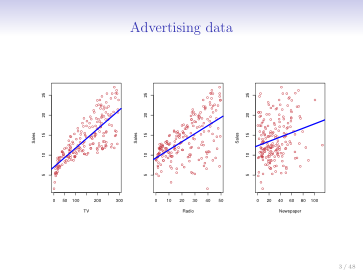 Advertising data
Sales
5 10 15 20 25
0 50 100 200 300
TV
Sales
5 10 15 20 25
0 10 20 30 40 50
Radio
Sales
5 10 15 20 25
0 20 40 60 80 100
Newspaper
3 / 48